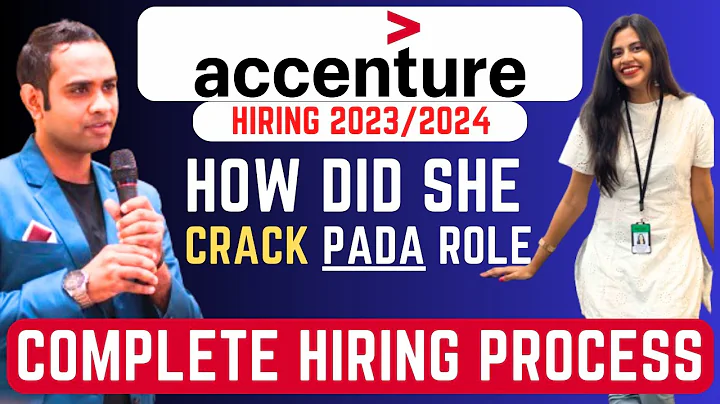 >
accenture
HIRING 2023/2024
HOW DID SHE
CRACK PADA ROLE
COMPLETE HIRING PROCESS